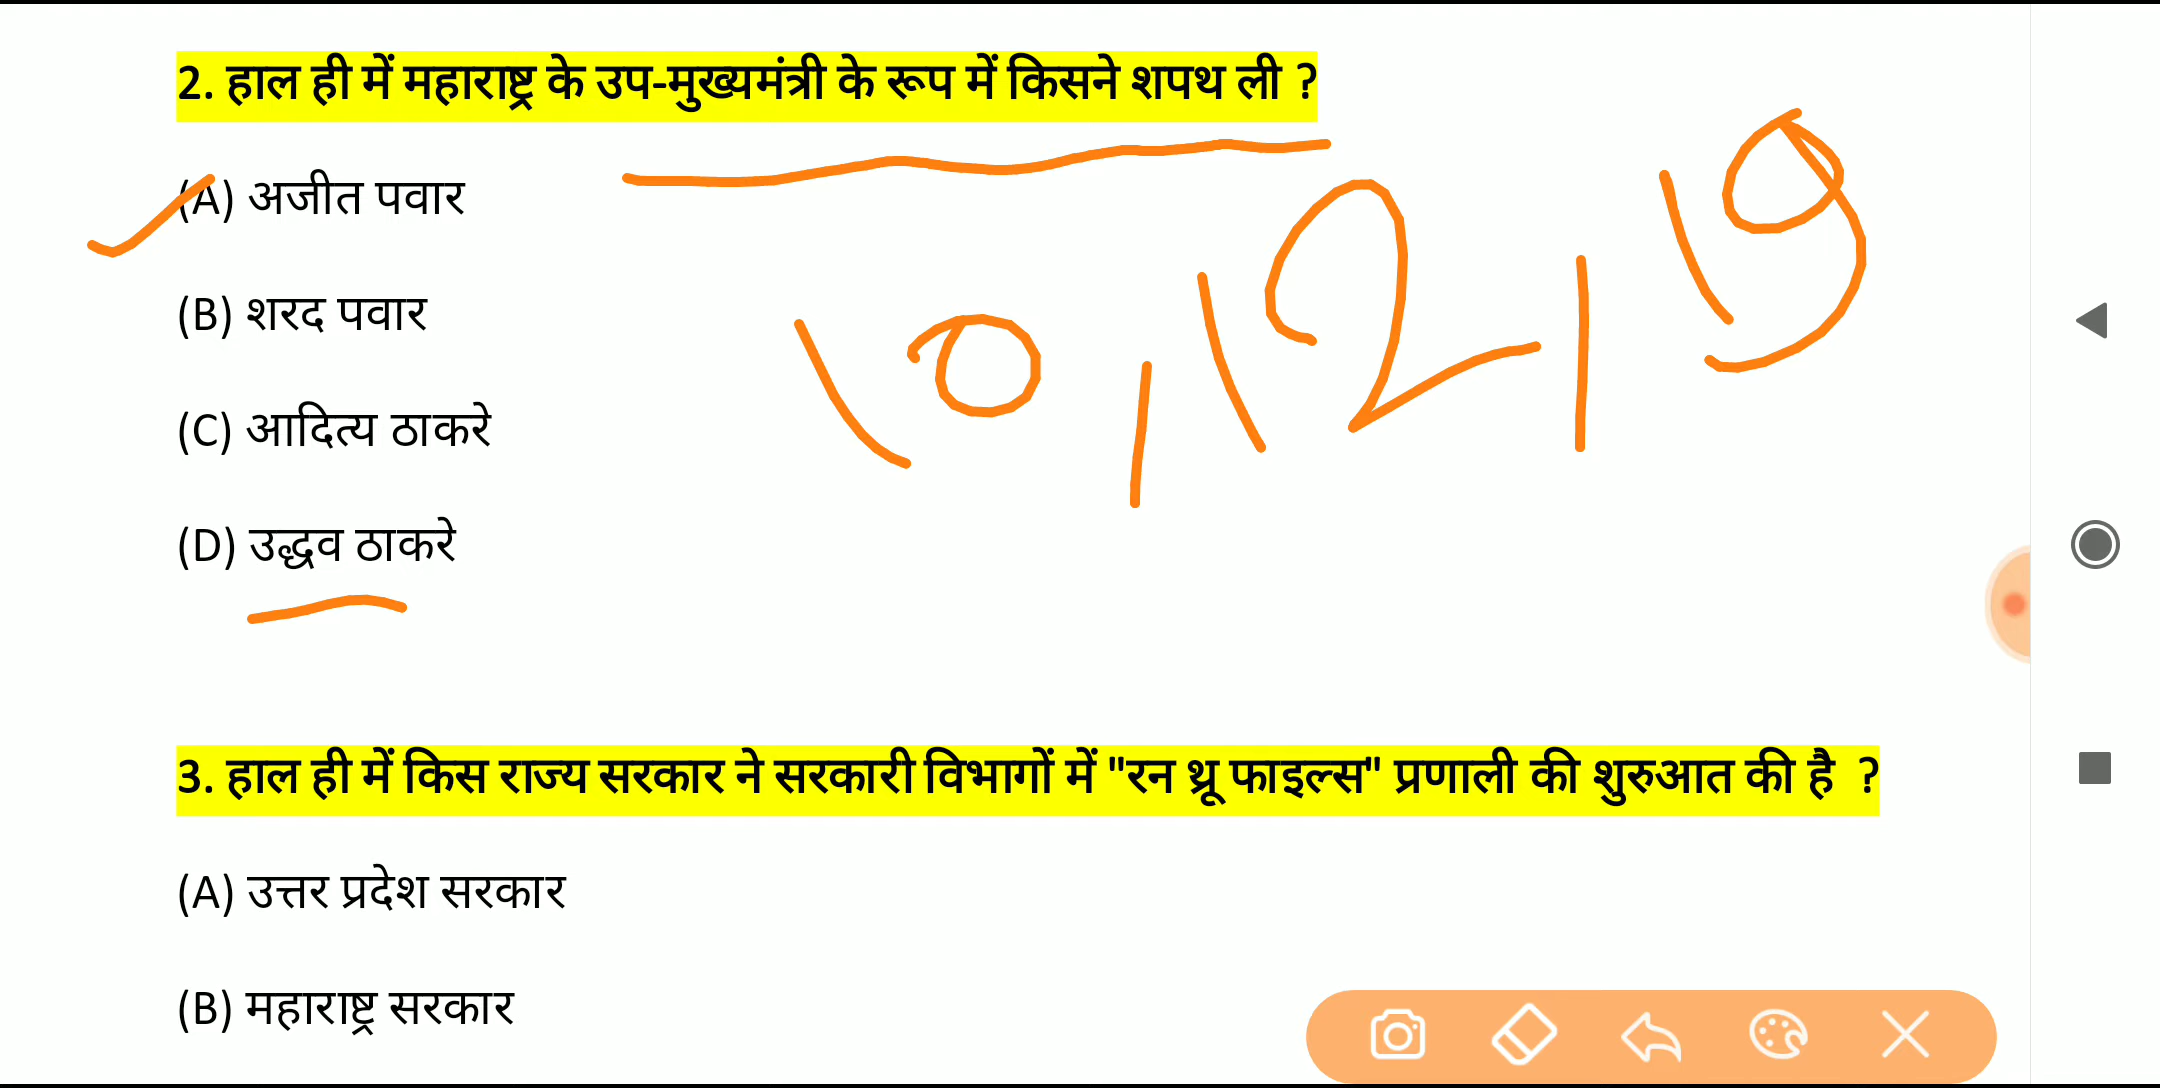 2. हाल ही में महाराष्ट्र के उप-मुख्यमंत्री के रूप में किसने शपथ ली ?
(A) अजीत पवार
(B) शरद पवार
(C) आदित्य ठाकरे
(D) उद्धव ठाकरे
10,12,19
3. हाल ही में किस राज्य सरकार ने सरकारी विभागों में "रन थ्रू फाइल्स" प्रणाली की शुरुआत की है ?
(A) उत्तर प्रदेश सरकार
(B) महाराष्ट्र सरकार